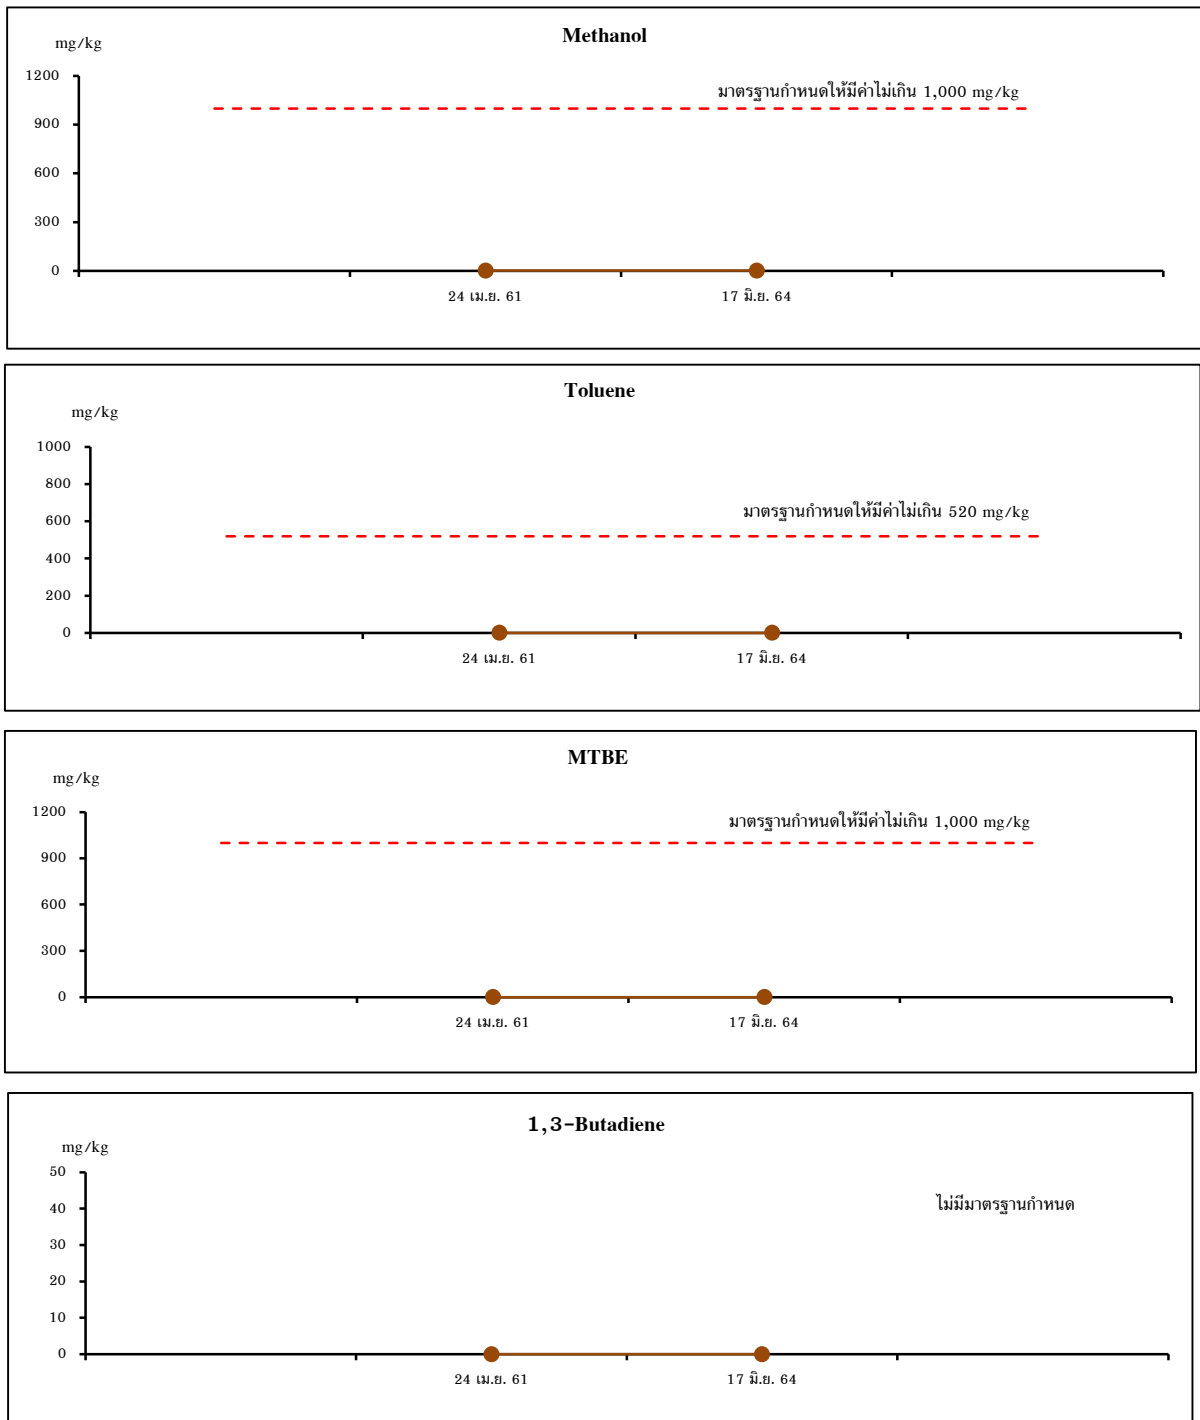 Methanol
mg/kg
1200
มาตรฐานกำหนดให้มีค่าไม่เกิน 1,000 mg/kg
900
600
300
0
24 เม.ย. 61 17 มิ.ย. 64
Toluene
mg/kg
1000
800
มาตรฐานกำหนดให้มีค่าไม่เกิน 520 mg/kg
600
400
200
0
24 เม.ย. 61 17 มิ.ย. 64
MTBE
mg/kg
1200
มาตรฐานกำหนดให้มีค่าไม่เกิน 1,000 mg/kg
900
600
300
0
24 เม.ย. 61 17 มิ.ย. 64
1,3-Butadiene
mg/kg
50
ไม่มีมาตรฐานกำหนด
40
30
20
10
0
24 เม.ย. 61 17 มิ.ย. 64